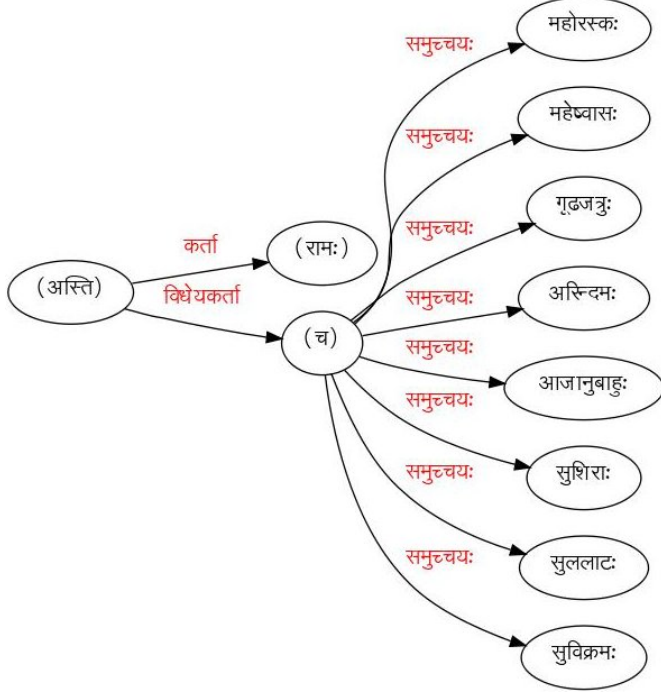 महोरस्कः
समुच्चयः
महेष्वासः
समुच्चयः
गूढजत्रुः
समुच्चयः
(रामः)
कर्ता
(अस्ति)
विधेयकर्ता
अरिन्दमः
समुच्चयः
(च)
समुच्चयः
आजानुबाहुः
समुच्चयः
सुशिराः
समुच्चयः
सुललाटः
समुच्चयः
सुविक्रमः